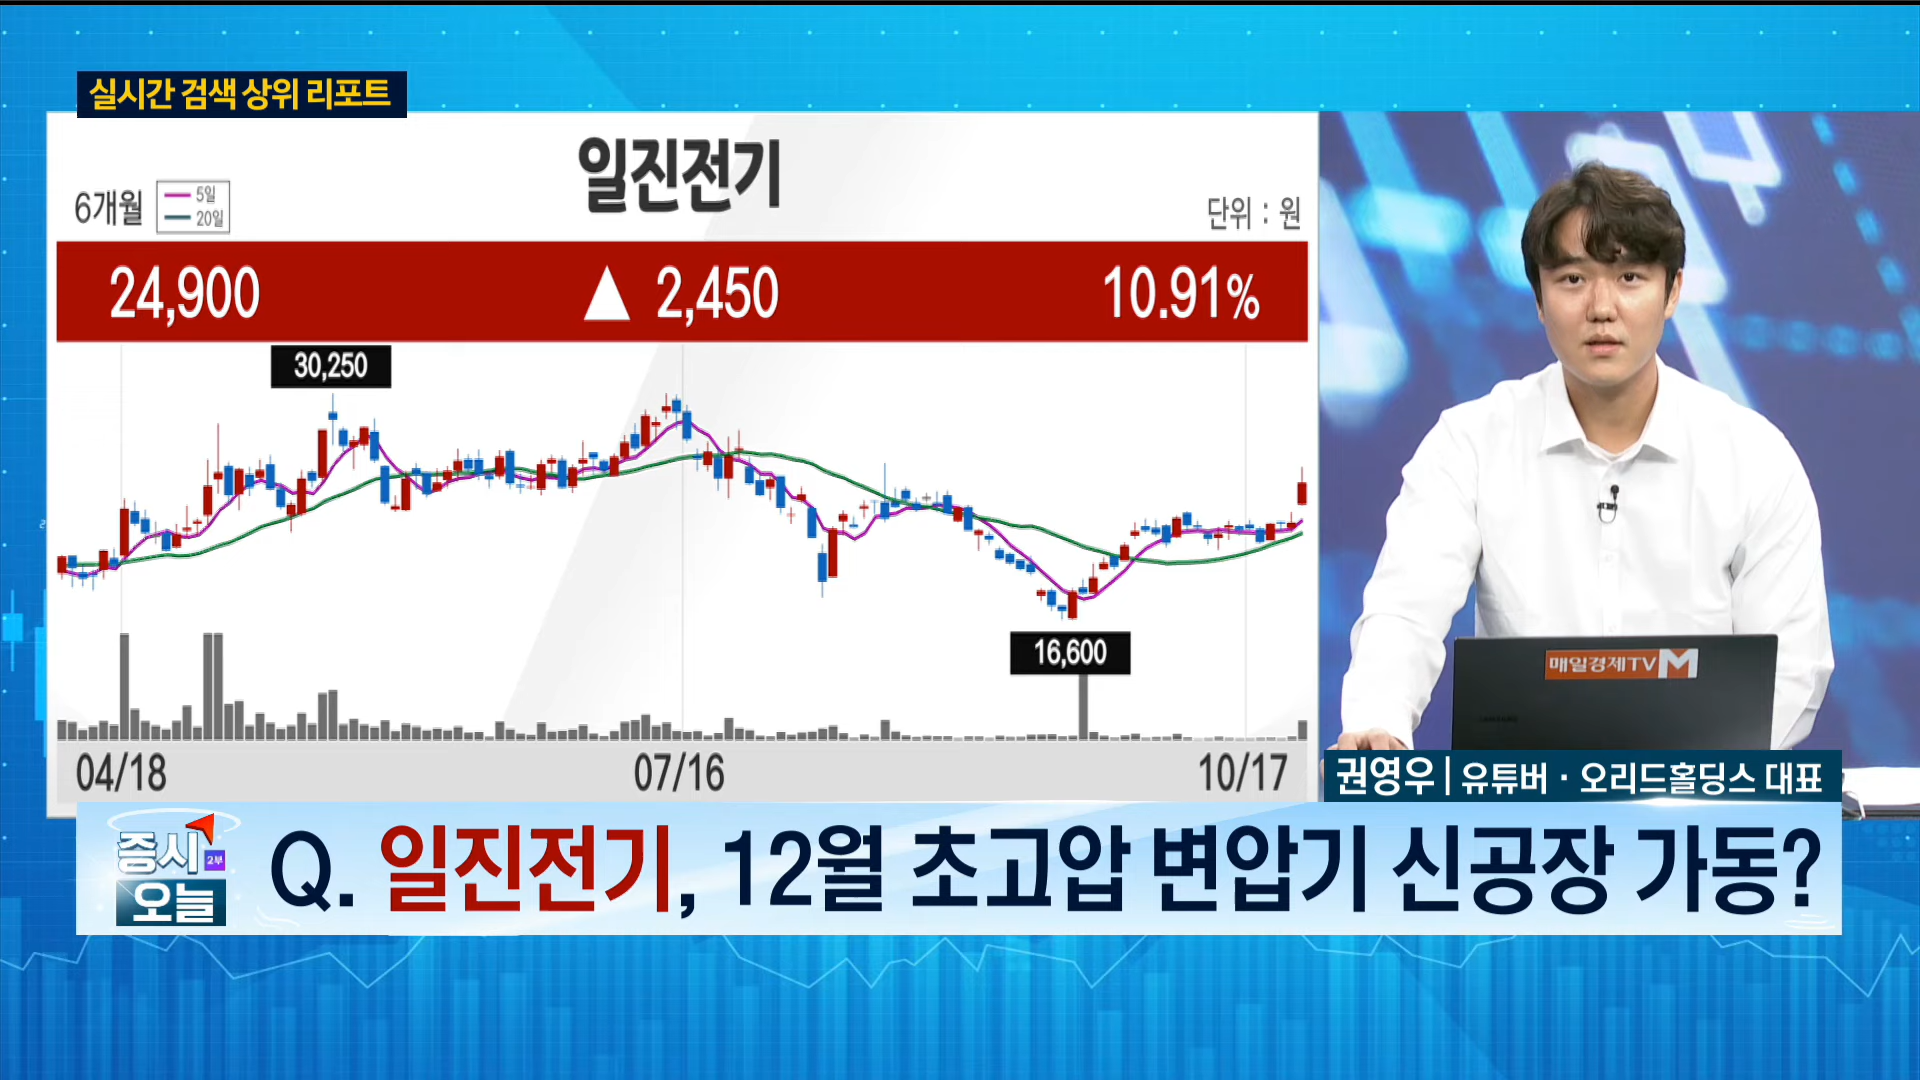 실시간 검색 상위 리포트
일진전기
6개월
5일
20일
단위 : 원
24,900 ▲ 2,450 10.91%
30,250
16,600
04/18 07/16 10/17
매일경제TV M
권영우 | 유튜버 · 오리드홀딩스 대표
증시 2부
오늘
Q. 일진전기, 12월 초고압 변압기 신공장 가동?